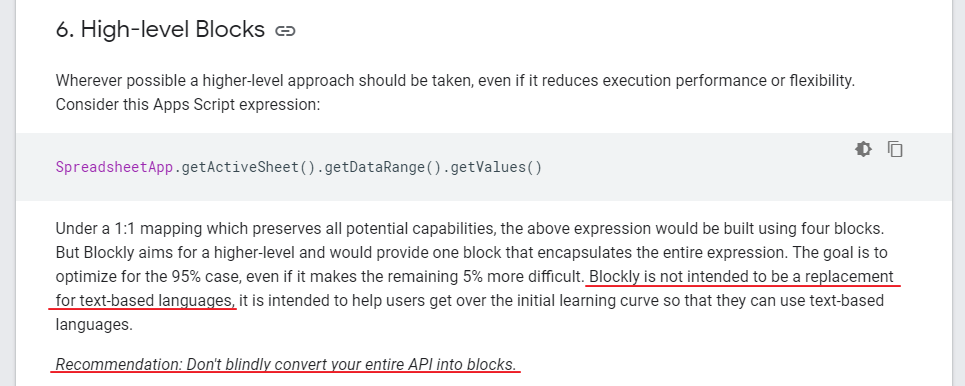 6. High-level Blocks
Wherever possible a higher-level approach should be taken, even if it reduces execution performance or flexibility.
Consider this Apps Script expression:
SpreadsheetApp.getActiveSheet().getDataRange().getValues()
Under a 1:1 mapping which preserves all potential capabilities, the above expression would be built using four blocks.
But Blockly aims for a higher-level and would provide one block that encapsulates the entire expression. The goal is to
optimize for the 95% case, even if it makes the remaining 5% more difficult. Blockly is not intended to be a replacement
for text-based languages, it is intended to help users get over the initial learning curve so that they can use text-based
languages.
Recommendation: Don't blindly convert your entire API into blocks.